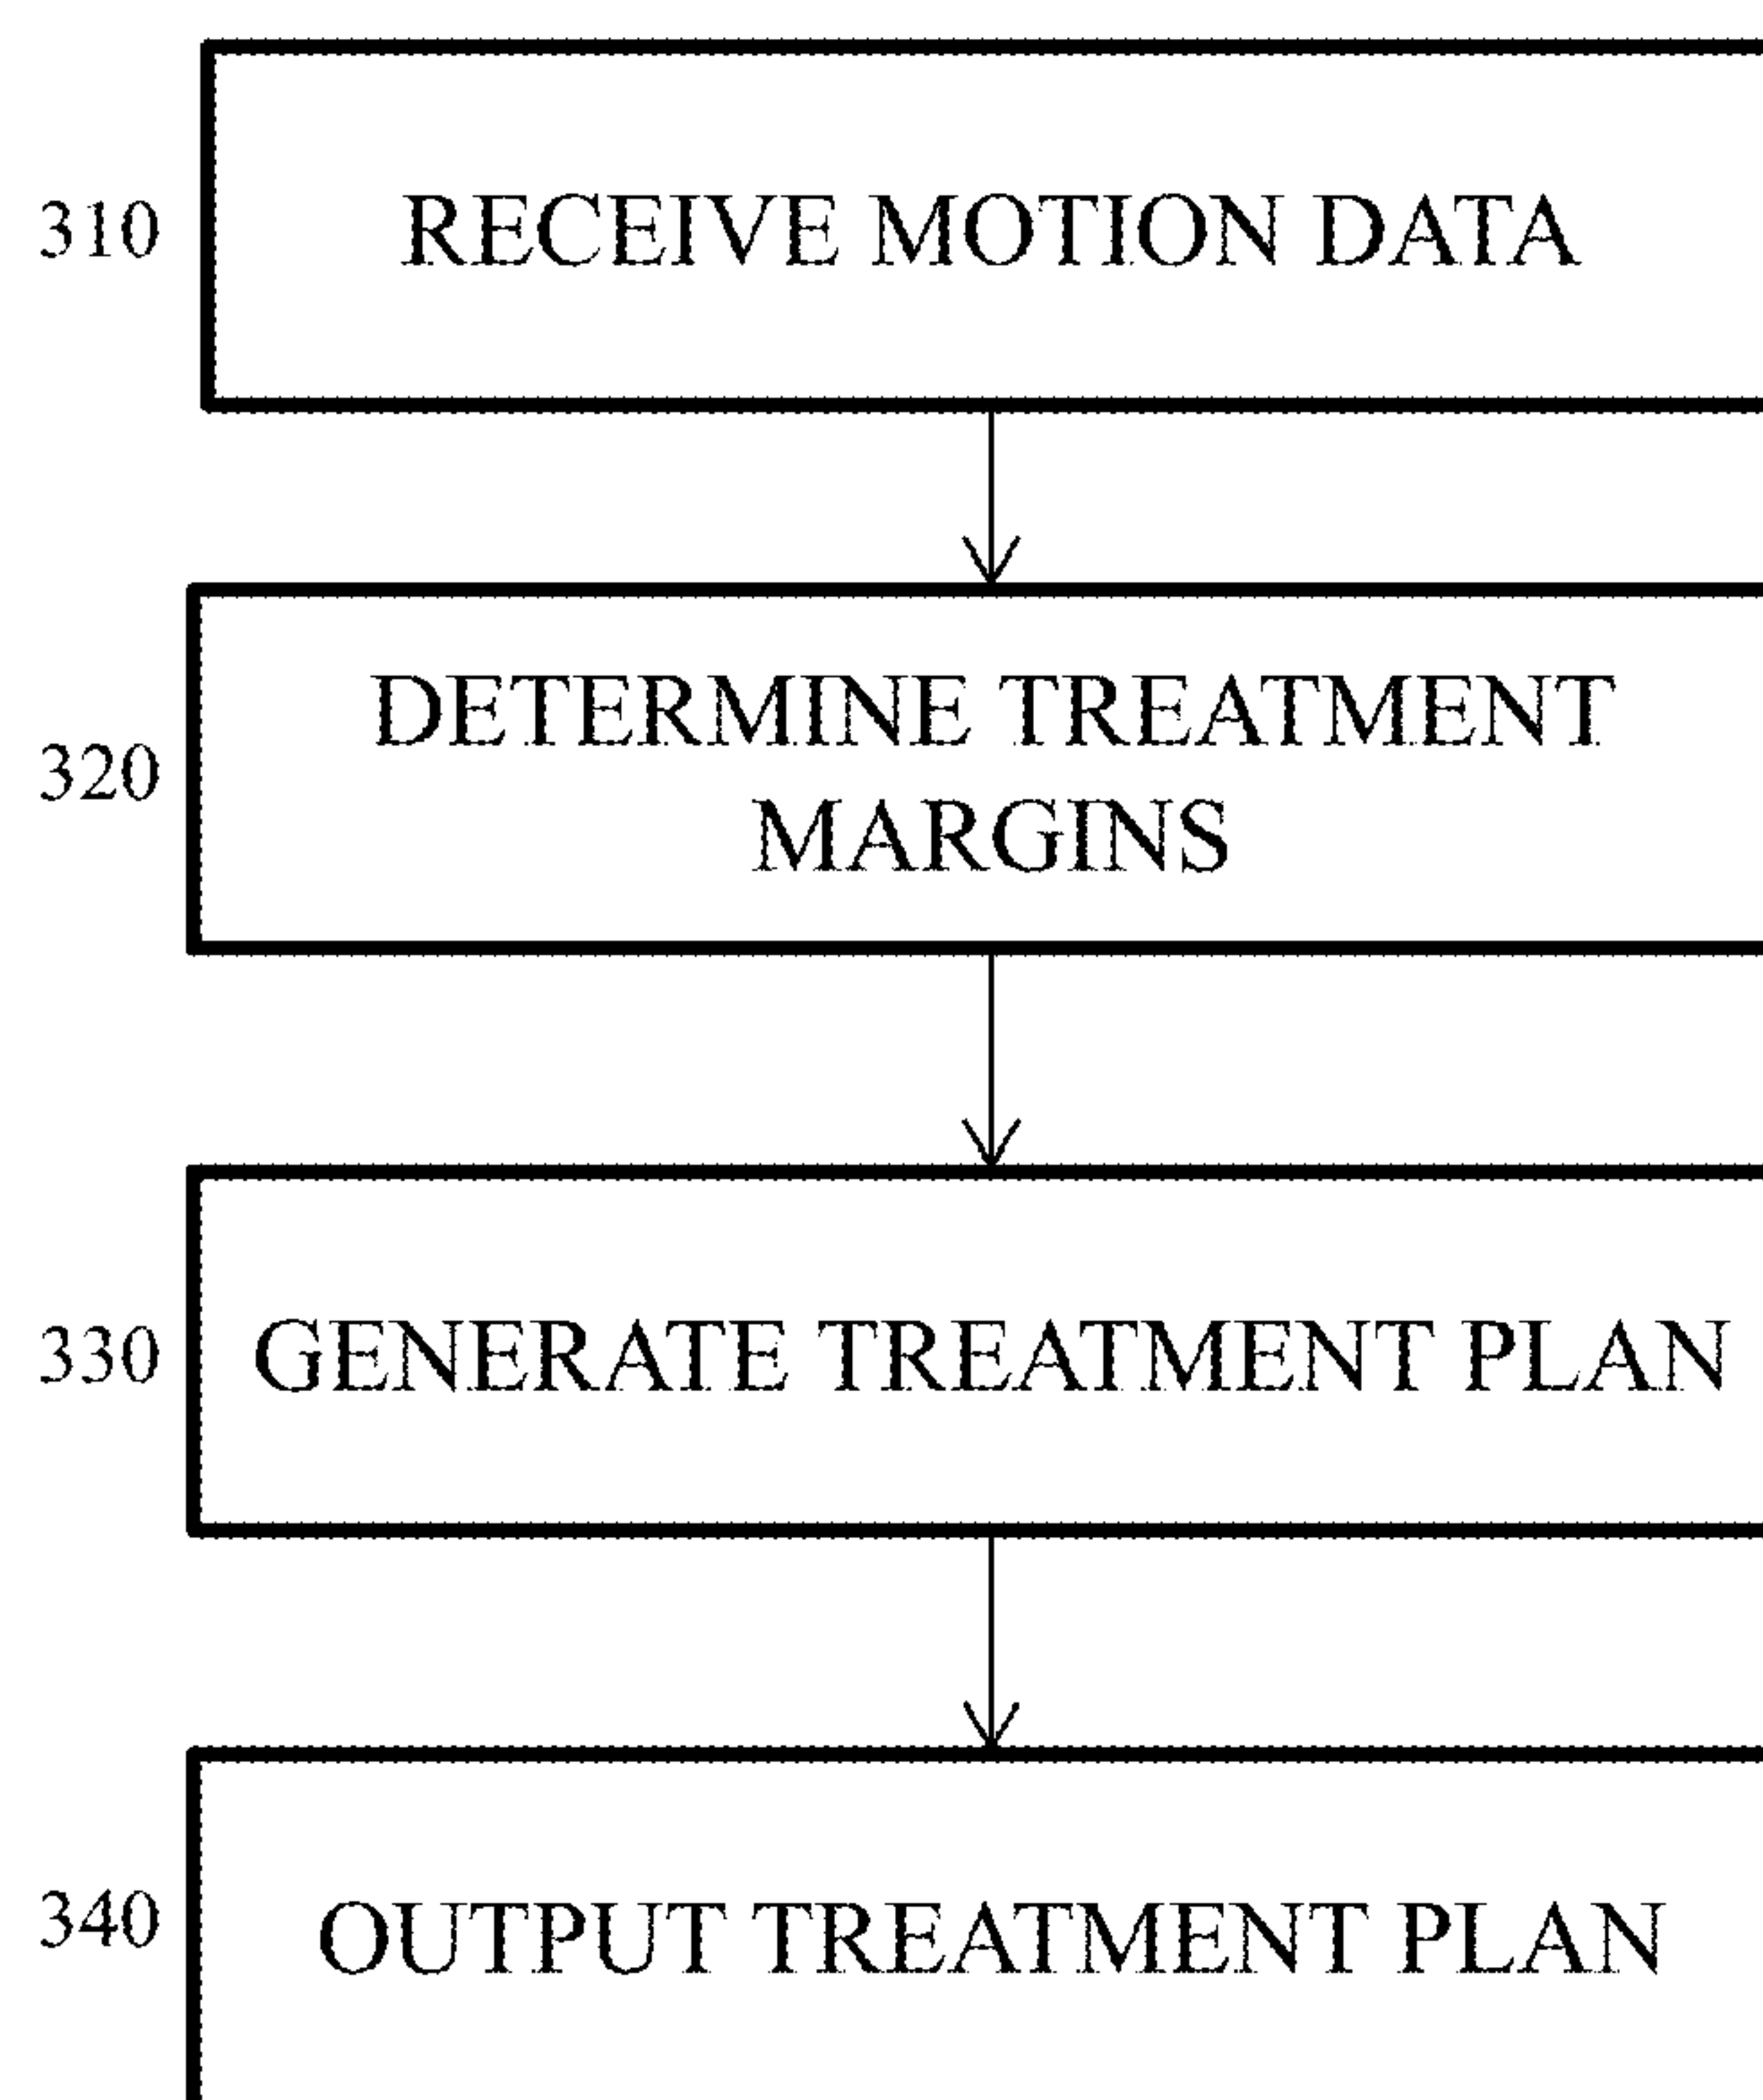 310
RECEIVE MOTION DATA
320
DETERMINE TREATMENT
MARGINS
330
GENERATE TREATMENT PLAN
340
OUTPUT TREATMENT PLAN